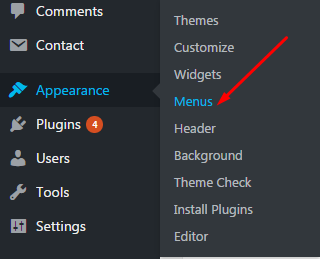 Comments
Contact
Appearance
Plugins 4
Users
Tools
Settings
Themes
Customize
Widgets
Menus
Header
Background
Theme Check
Install Plugins
Editor